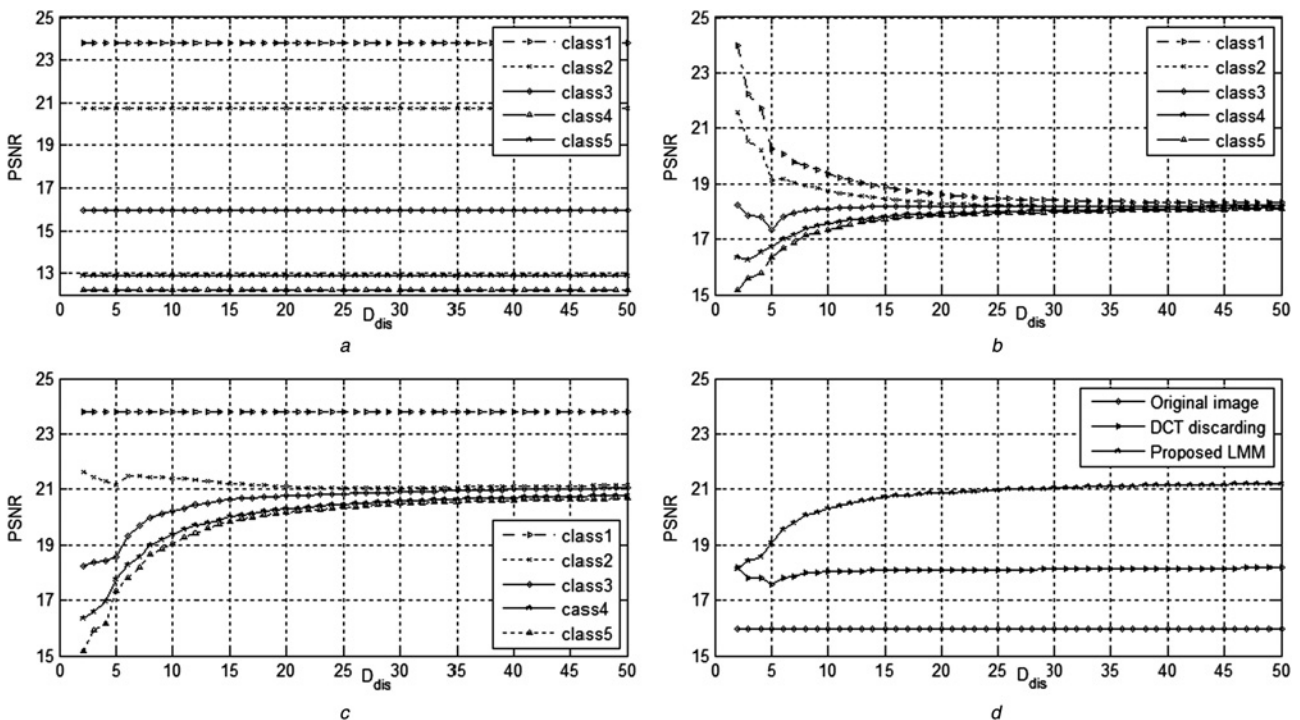 25
23
21
19
17
15
13
PSNR
0 5 10 15 20 25 30 35 40 45 50
D_dis
class1
class2
class3
class4
class5
a
25
23
21
19
17
15
PSNR
0 5 10 15 20 25 30 35 40 45 50
D_dis
class1
class2
class3
class4
class5
b
25
23
21
19
17
15
PSNR
0 5 10 15 20 25 30 35 40 45 50
D_dis
class1
class2
class3
cass4
class5
c
25
23
21
19
17
15
PSNR
0 5 10 15 20 25 30 35 40 45 50
D_dis
Original image
DCT discarding
Proposed LMM
d